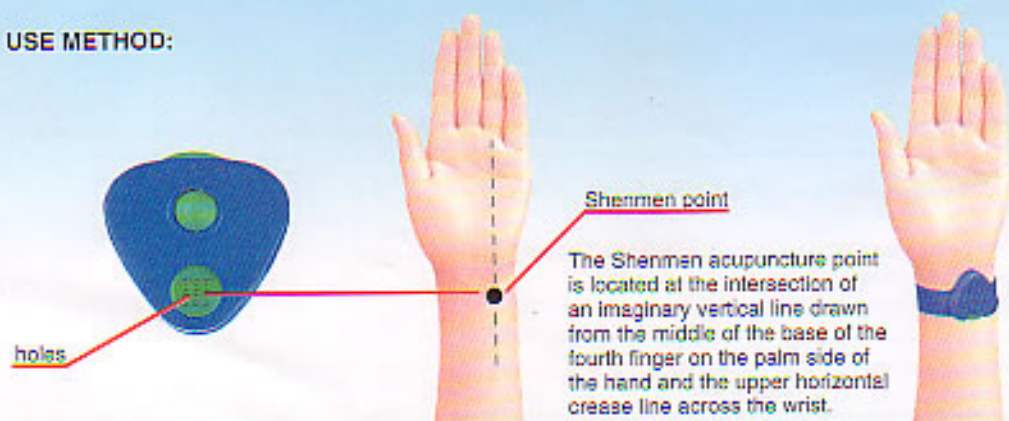 USE METHOD:
Shenmen point
The Shenmen acupuncture point
is located at the intersection of
an imaginary vertical line drawn
from the middle of the base of the
fourth finger on the palm side of
the hand and the upper horizontal
crease line across the wrist.
holes